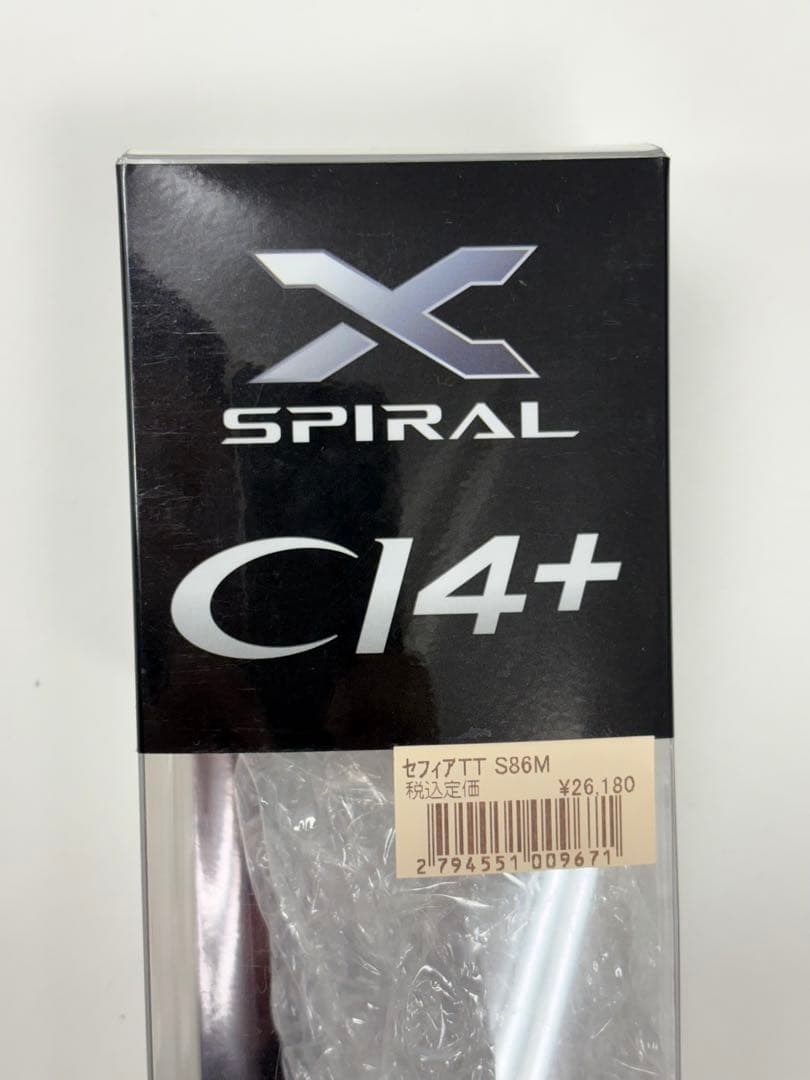 X
SPIRAL
CI4+
セフィアTT S86M
税込定価 ¥26,180
2 794551 009671